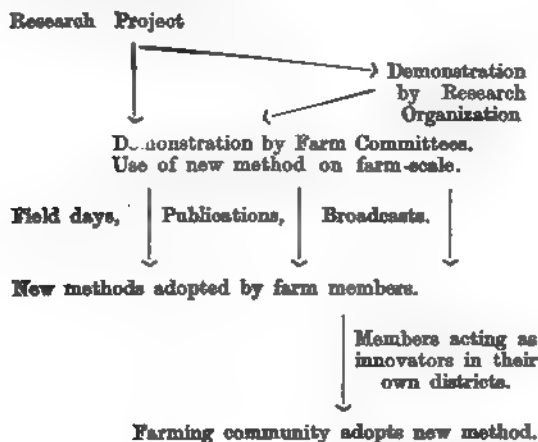 Research Project
Demonstration
by Research
Organization
Demonstration by Farm Committees.
Use of new method on farm-scale.
Field days, Publications, Broadcasts.
New methods adopted by farm members.
Members acting as
innovators in their
own districts.
Farming community adopts new method.